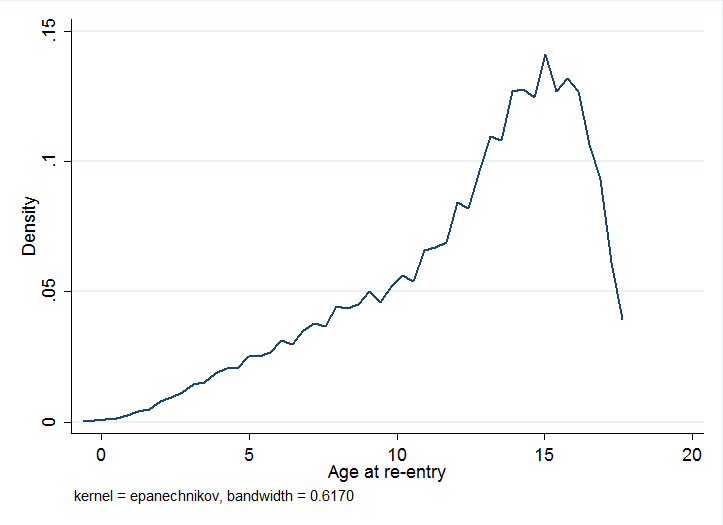 .15
.1
.05
0
Density
0 5 10 15 20
Age at re-entry
kernel = epanechnikov, bandwidth = 0.6170